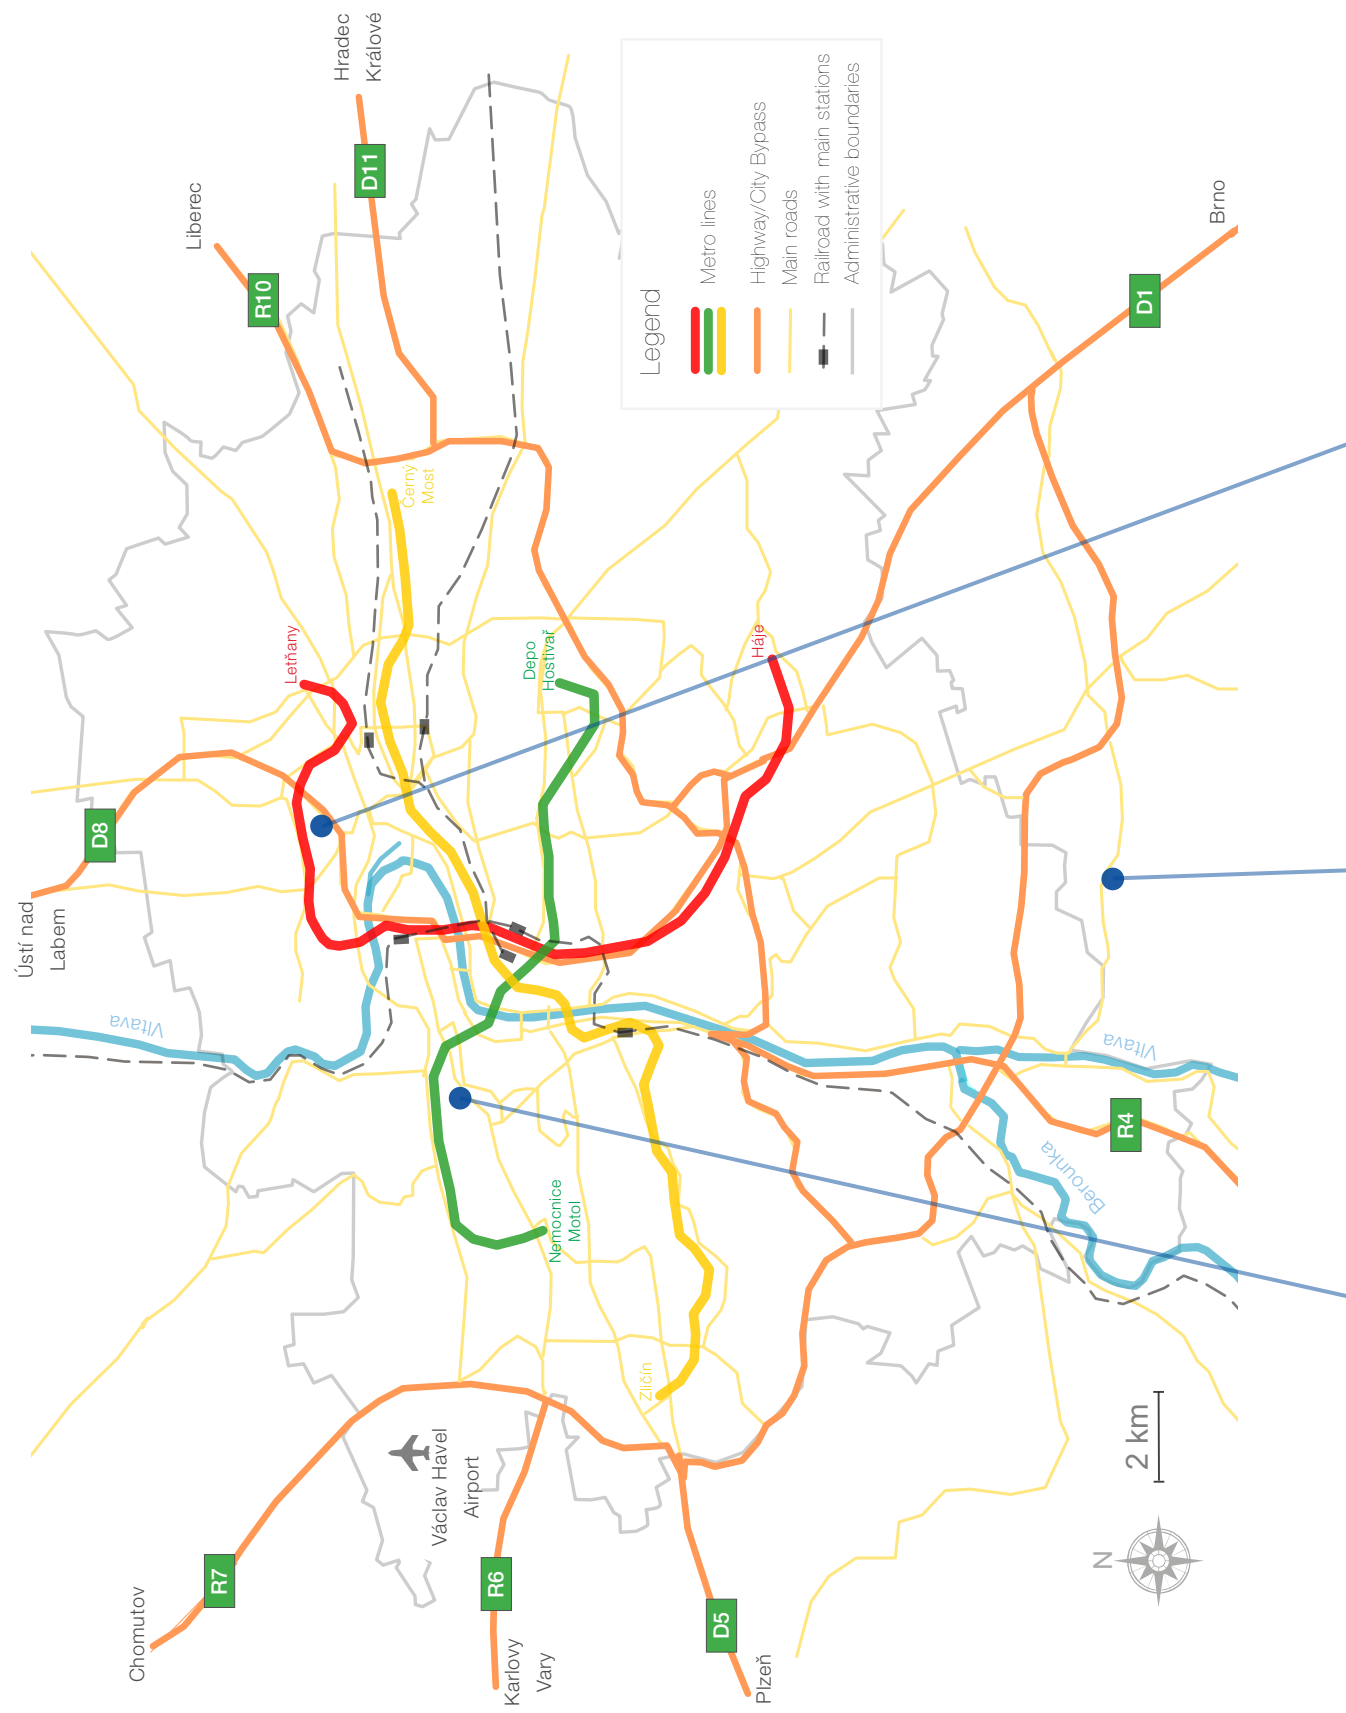 Chomutov
R7
Karlovy
Vary
R6
Plzeň
D5
Václav Havel
Airport
Zličín
Nemocnice
Motol
Vltava
Ústí nad
Labem
D8
Letňany
Liberec
R10
Hradec
Králové
D11
Černý
Most
Depo
Hostivař
Háje
Legend
Metro lines
Highway/City Bypass
Main roads
Railroad with main stations
Administrative boundaries
Brno
D1
Vltava
R4
Berounka
2 km
N